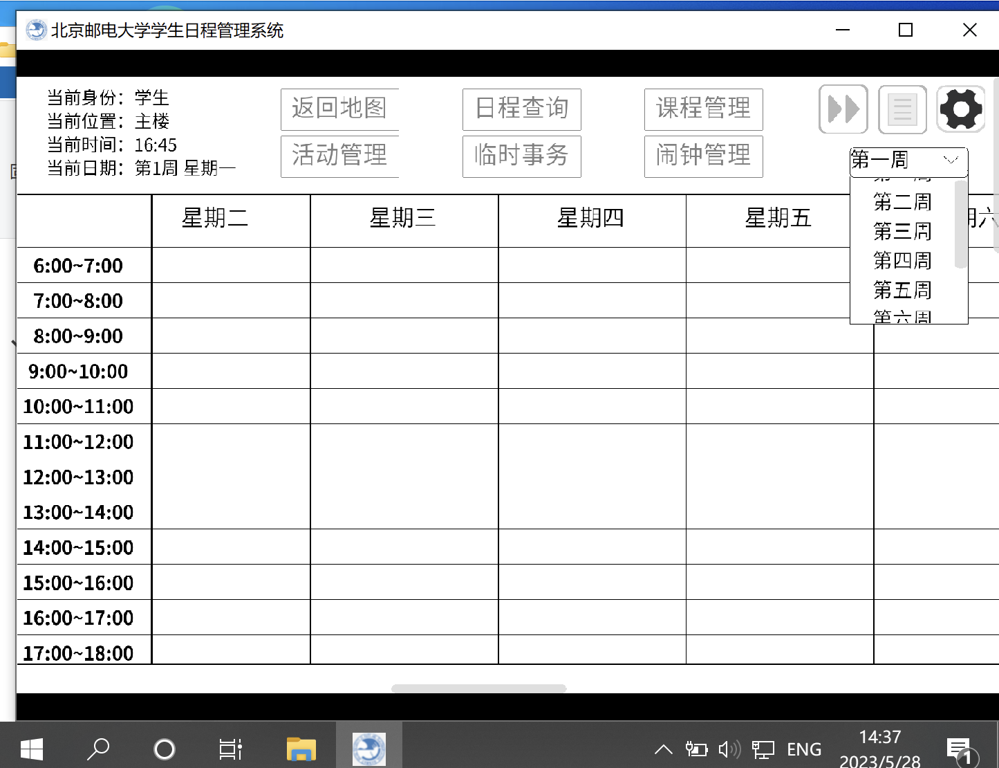 北京邮电大学学生日程管理系统
当前身份：学生
当前位置：主楼
当前时间：16:45
当前日期：第1周 星期一
返回地图
日程查询
课程管理
活动管理
临时事务
闹钟管理
第一周
第二周
第三周
第四周
第五周
第六周
星期二
星期三
星期四
星期五
期六
6:00~7:00
7:00~8:00
8:00~9:00
9:00~10:00
10:00~11:00
11:00~12:00
12:00~13:00
13:00~14:00
14:00~15:00
15:00~16:00
16:00~17:00
17:00~18:00
ENG
14:37
2023/5/28
1